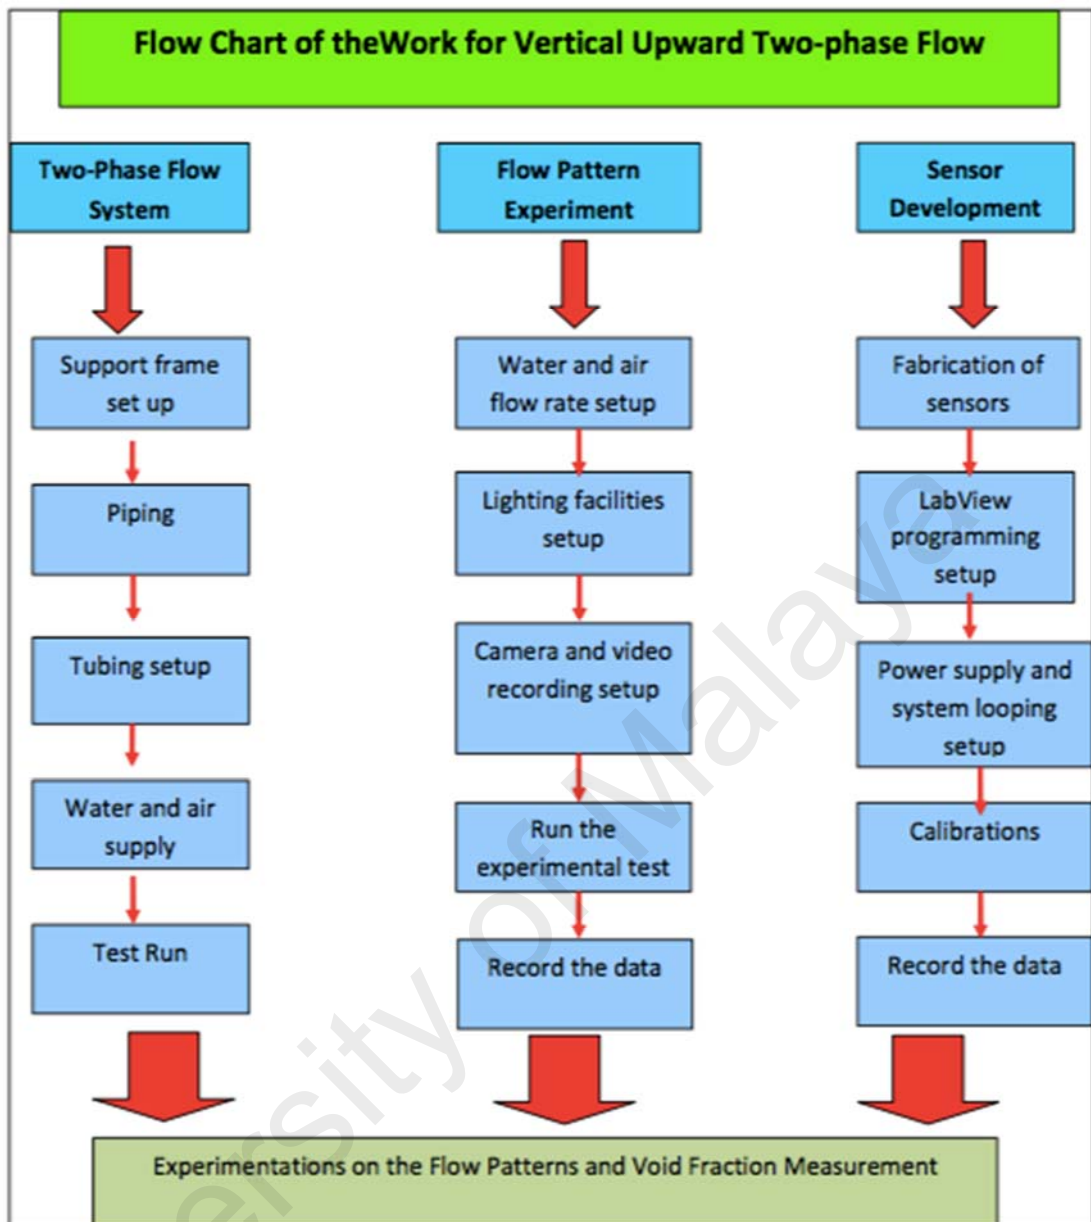 Flow Chart of theWork for Vertical Upward Two-phase Flow
Two-Phase Flow
System
Support frame
set up
Piping
Tubing setup
Water and air
supply
Test Run
Flow Pattern
Experiment
Water and air
flow rate setup
Lighting facilities
setup
Camera and video
recording setup
Run the
experimental test
Record the data
Sensor
Development
Fabrication of
sensors
LabView
programming
setup
Power supply and
system looping
setup
Calibrations
Record the data
Experimentations on the Flow Patterns and Void Fraction Measurement
ersity of Malaya